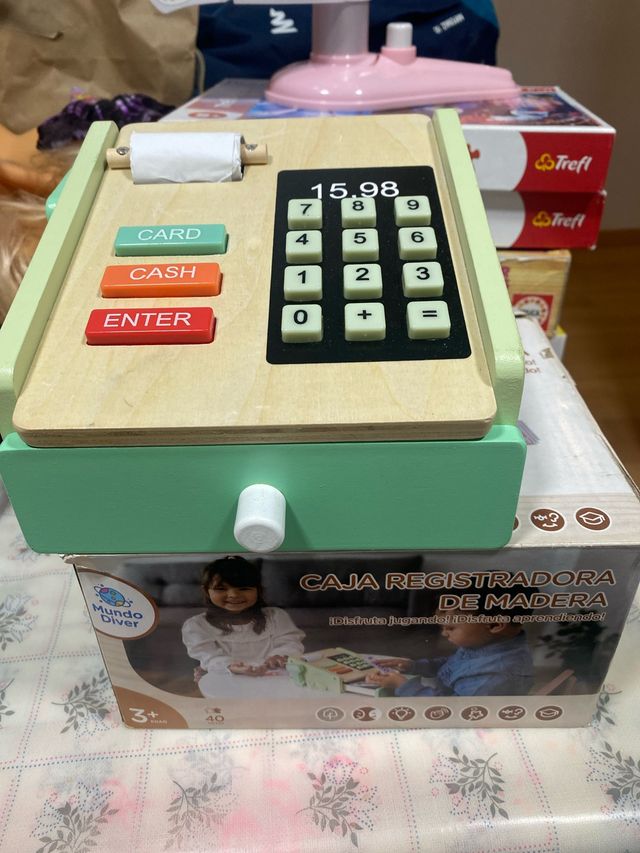 15.98
7 8 9
4 5 6
1 2 3
0 + =
CARD
CASH
ENTER
Trefl
Trefl
Mundo
Diver
CAJA REGISTRADORA
DE MADERA
¡Disfruta jugando! ¡Disfruta aprendiendo!
3+
EDAD
40